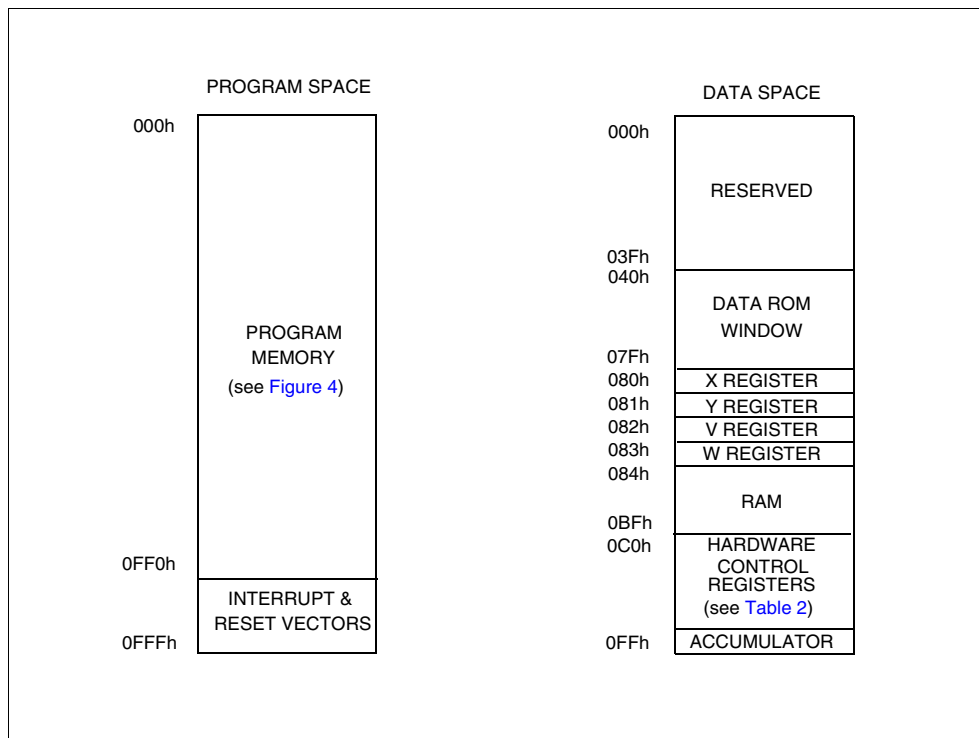 PROGRAM SPACE
000h
PROGRAM
MEMORY
(see Figure 4)
0FF0h
INTERRUPT &
RESET VECTORS
0FFFh
DATA SPACE
000h
RESERVED
03Fh
040h
DATA ROM
WINDOW
07Fh
080h X REGISTER
081h Y REGISTER
082h V REGISTER
083h W REGISTER
084h
RAM
0BFh
0C0h HARDWARE
CONTROL
REGISTERS
(see Table 2)
0FFh ACCUMULATOR